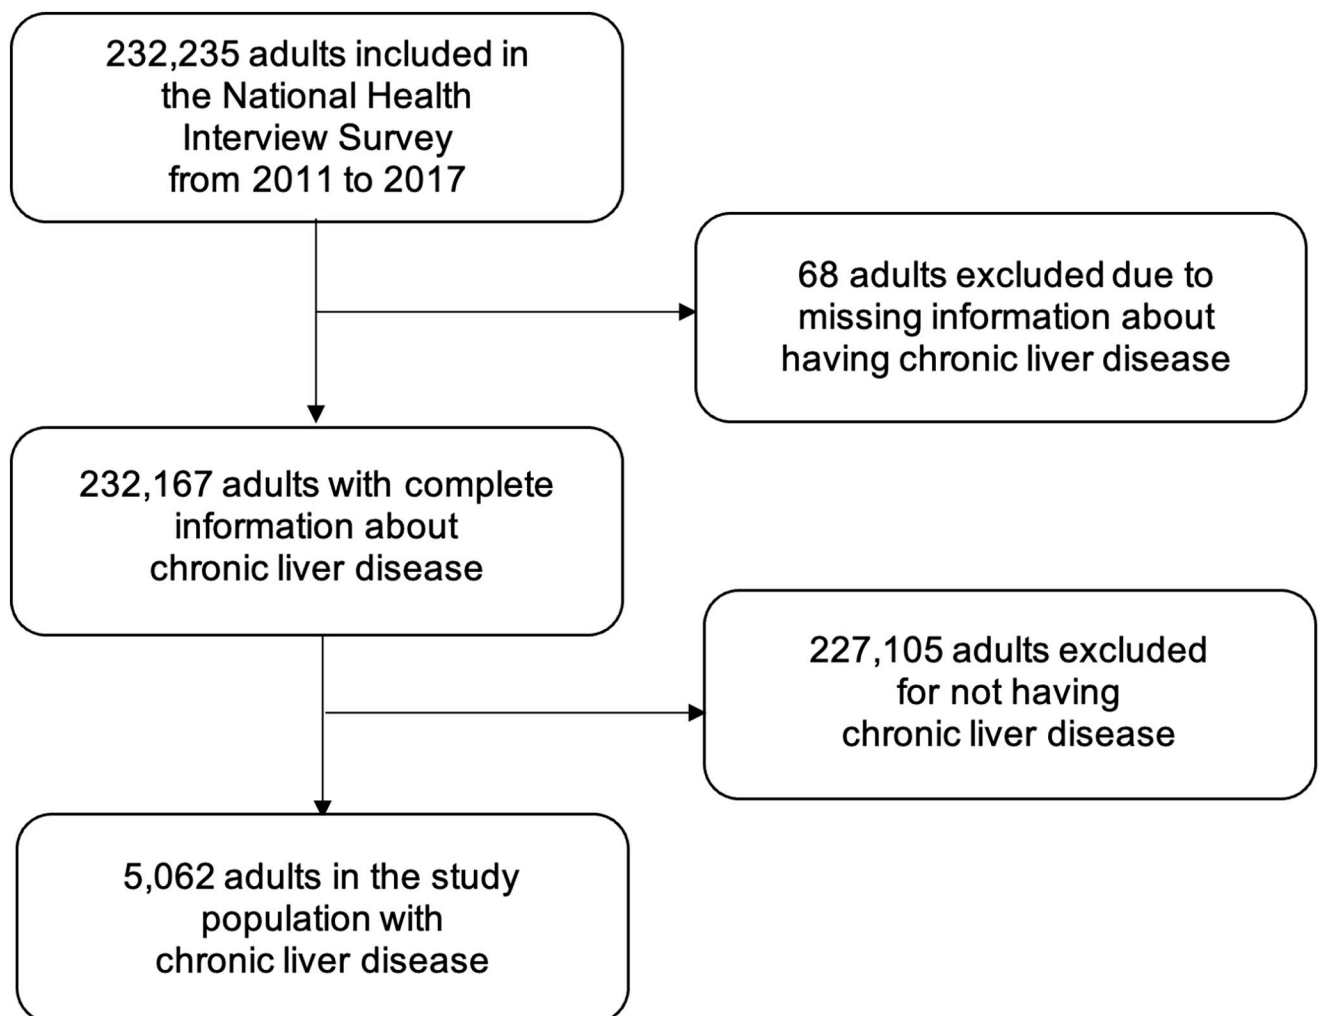 232,235 adults included in
the National Health
Interview Survey
from 2011 to 2017
68 adults excluded due to
missing information about
having chronic liver disease
232,167 adults with complete
information about
chronic liver disease
227,105 adults excluded
for not having
chronic liver disease
5,062 adults in the study
population with
chronic liver disease